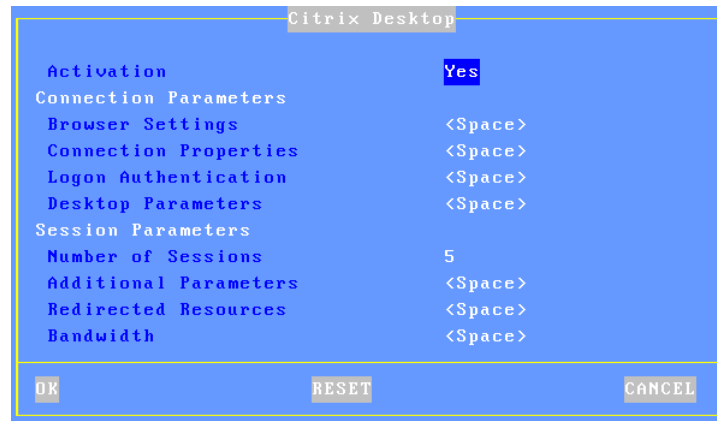 Citrix Desktop
Activation Yes
Connection Parameters
Browser Settings <Space>
Connection Properties <Space>
Logon Authentication <Space>
Desktop Parameters <Space>
Session Parameters
Number of Sessions 5
Additional Parameters <Space>
Redirected Resources <Space>
Bandwidth <Space>
OK RESET CANCEL